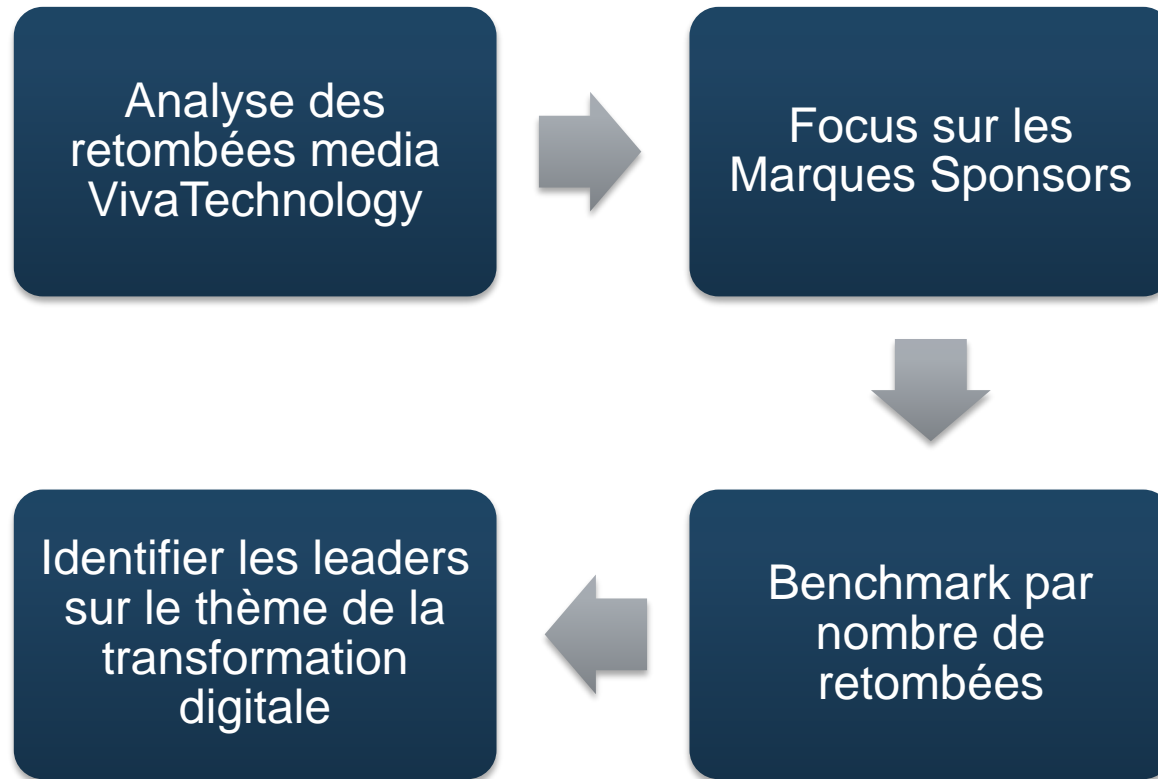 Analyse des
retombées media
VivaTechnology
Focus sur les
Marques Sponsors
Benchmark par
nombre de
retombées
Identifier les leaders
sur le thème de la
transformation
digitale